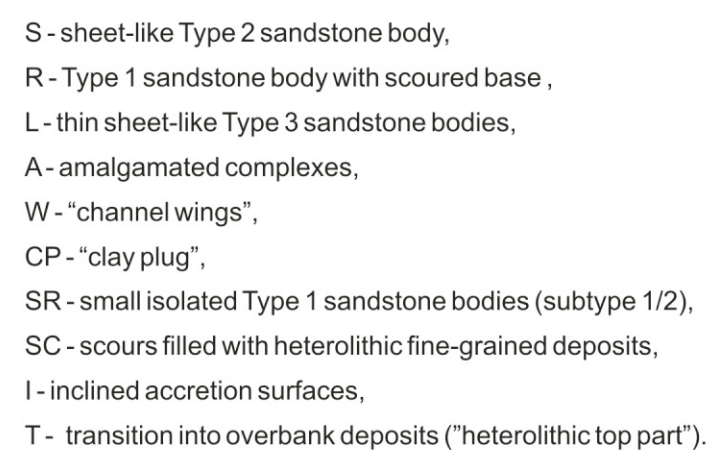 S - sheet-like Type 2 sandstone body,
R - Type 1 sandstone body with scoured base ,
L - thin sheet-like Type 3 sandstone bodies,
A - amalgamated complexes,
W - “channel wings”,
CP - “clay plug”,
SR - small isolated Type 1 sandstone bodies (subtype 1/2),
SC - scours filled with heterolithic fine-grained deposits,
I - inclined accretion surfaces,
T - transition into overbank deposits (”heterolithic top part”).